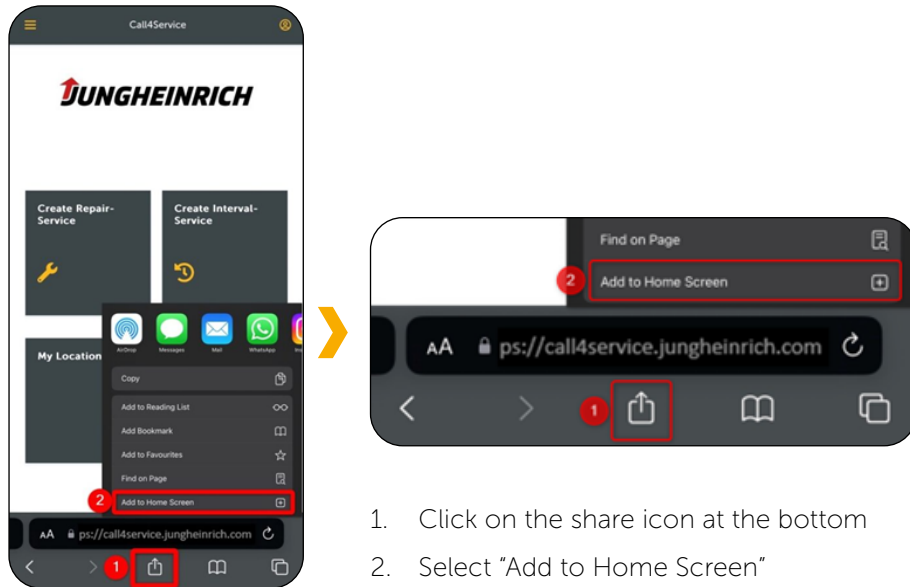 Call4Service
JUNGHEINRICH
Create Repair-
Service
Create Interval-
Service
My Location
AirDrop
Messages
Mail
WhatsApp
Copy
Add to Reading List
Add Bookmark
Add to Favourites
Find on Page
2
Add to Home Screen
AA
ps://call4service.jungheinrich.com
1
Find on Page
2
Add to Home Screen
AA
ps://call4service.jungheinrich.com
1
1. Click on the share icon at the bottom
2. Select “Add to Home Screen”